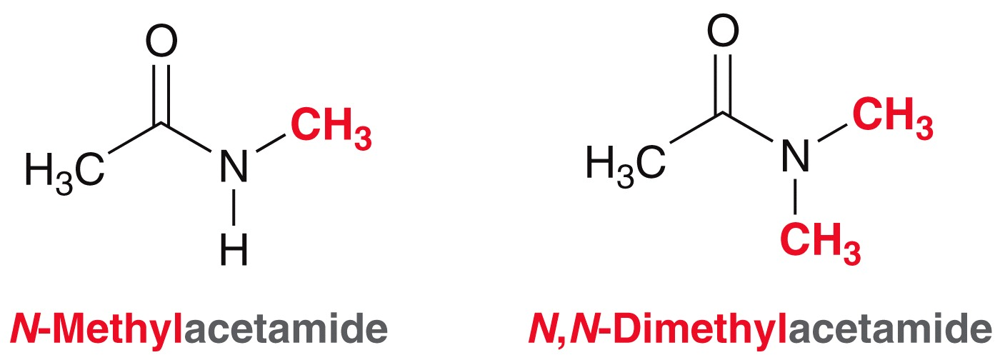 O
O
H3C
N
CH3
H
H3C
N
CH3
CH3
N-Methylacetamide
N,N-Dimethylacetamide